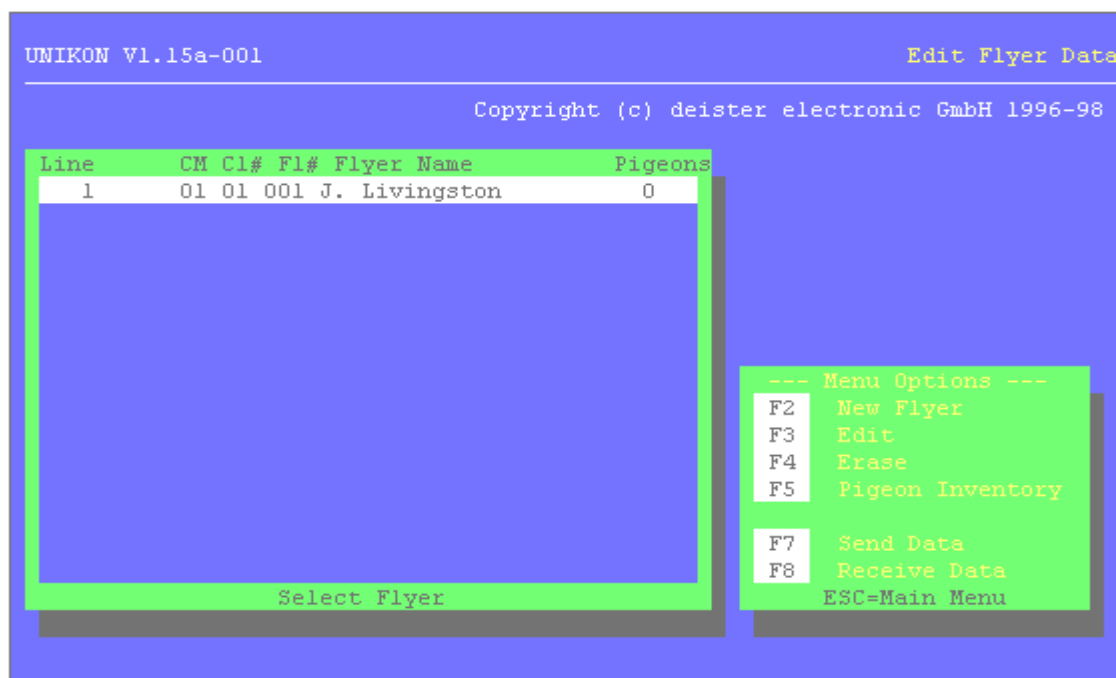 UNIKON V1.15a-001 Edit Flyer Data
Copyright (c) deister electronic GmbH 1996-98
Line CM Cl# Fl# Flyer Name Pigeons
1 01 01 001 J. Livingston 0
--- Menu Options ---
F2 New Flyer
F3 Edit
F4 Erase
F5 Pigeon Inventory
F7 Send Data
F8 Receive Data
Select Flyer
ESC=Main Menu